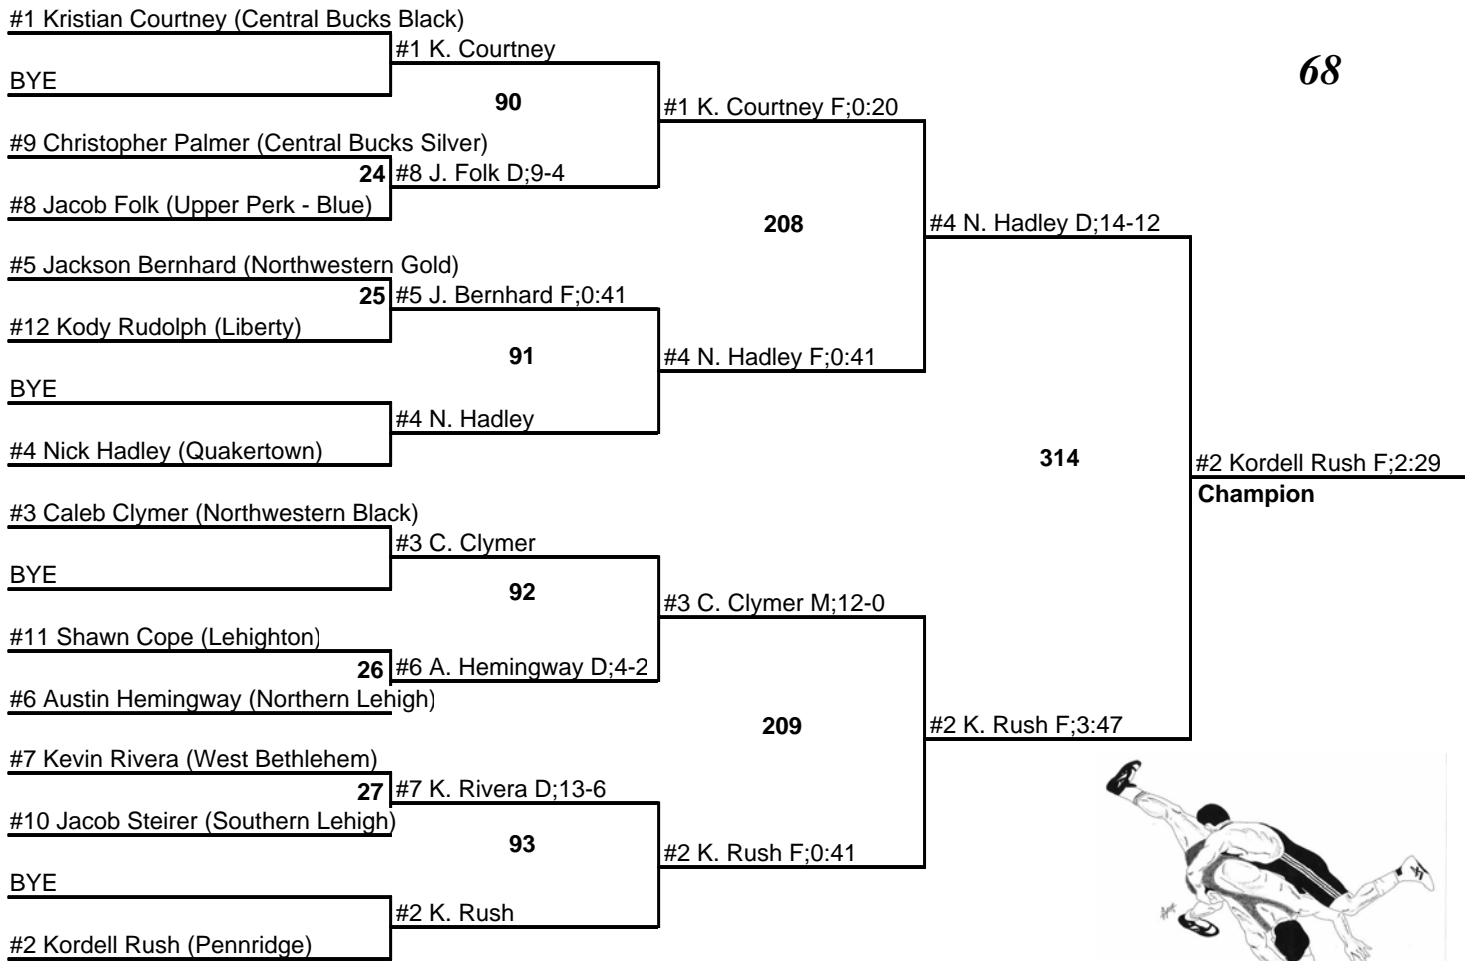 #1 Kristian Courtney (Central Bucks Black)
BYE
#9 Christopher Palmer (Central Bucks Silver)
#8 Jacob Folk (Upper Perk - Blue)
#5 Jackson Bernhard (Northwestern Gold)
#12 Kody Rudolph (Liberty)
BYE
#4 Nick Hadley (Quakertown)
#3 Caleb Clymer (Northwestern Black)
BYE
#11 Shawn Cope (Lehighton)
#6 Austin Hemingway (Northern Lehigh)
#7 Kevin Rivera (West Bethlehem)
#10 Jacob Steirer (Southern Lehigh)
BYE
#2 Kordell Rush (Pennridge)
24
25
26
27
#1 K. Courtney
#8 J. Folk D;9-4
#5 J. Bernhard F;0:41
#4 N. Hadley
#3 C. Clymer
#6 A. Hemingway D;4-2
#7 K. Rivera D;13-6
#2 K. Rush
90
91
92
93
#1 K. Courtney F;0:20
#4 N. Hadley F;0:41
#3 C. Clymer M;12-0
#2 K. Rush F;0:41
208
209
#4 N. Hadley D;14-12
#2 K. Rush F;3:47
314
#2 Kordell Rush F;2:29
Champion
68